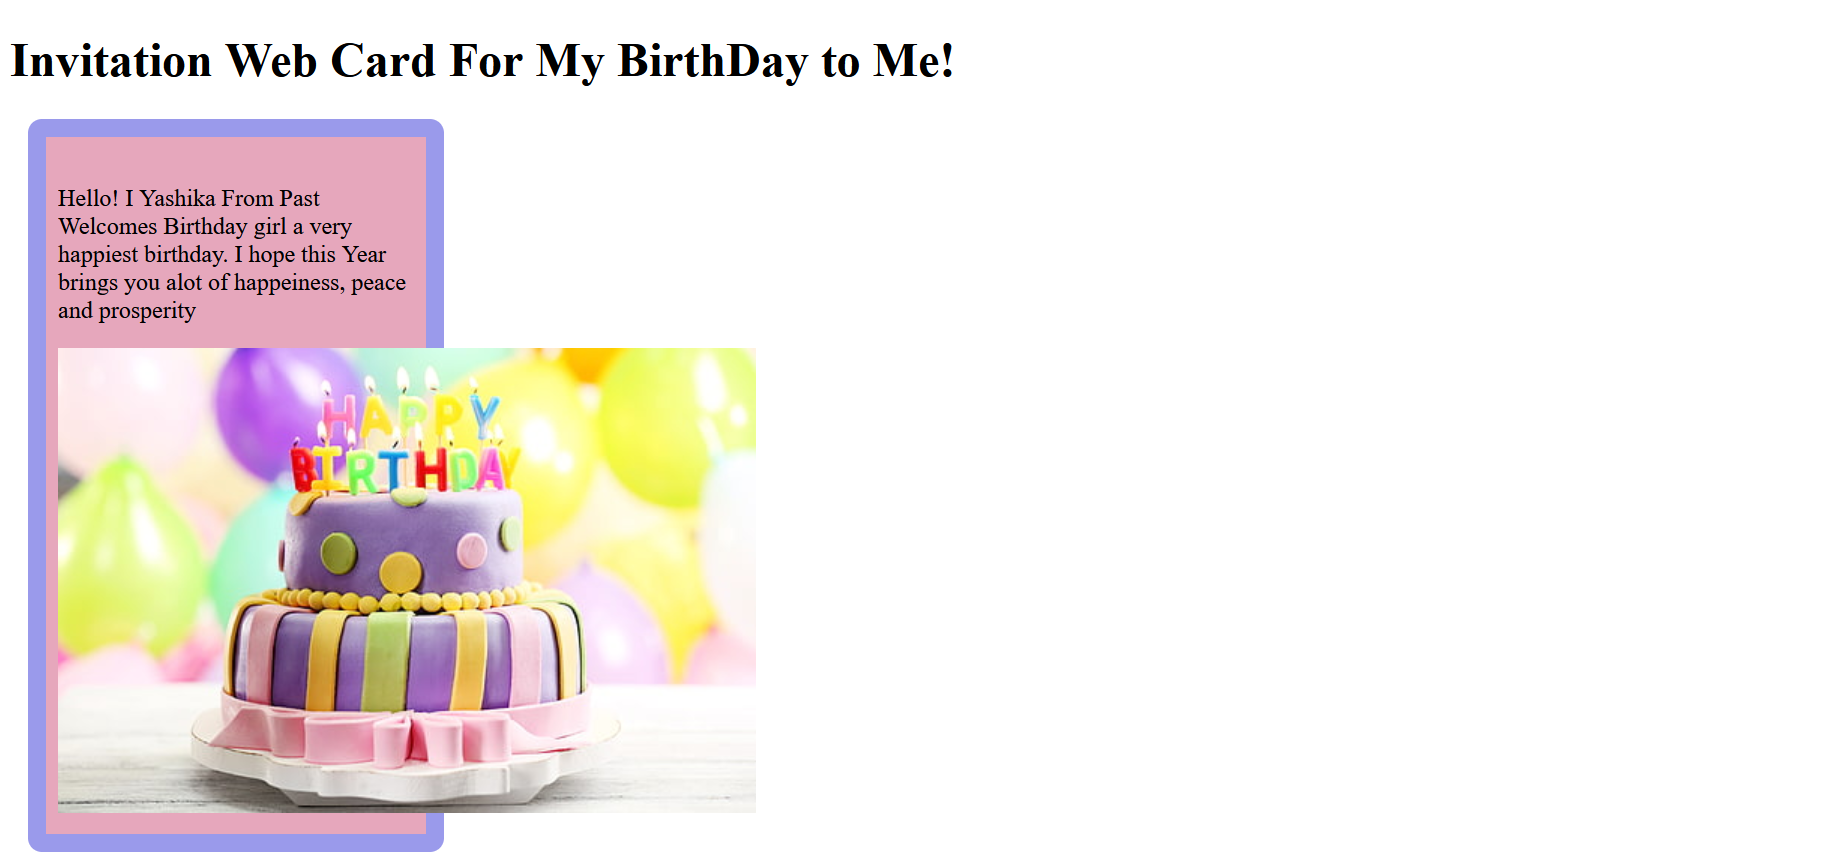 Invitation Web Card For My BirthDay to Me!
Hello! I Yashika From Past
Welcomes Birthday girl a very
happiest birthday. I hope this Year
brings you alot of happeiness, peace
and prosperity
HAPPY
BIRTHDAY